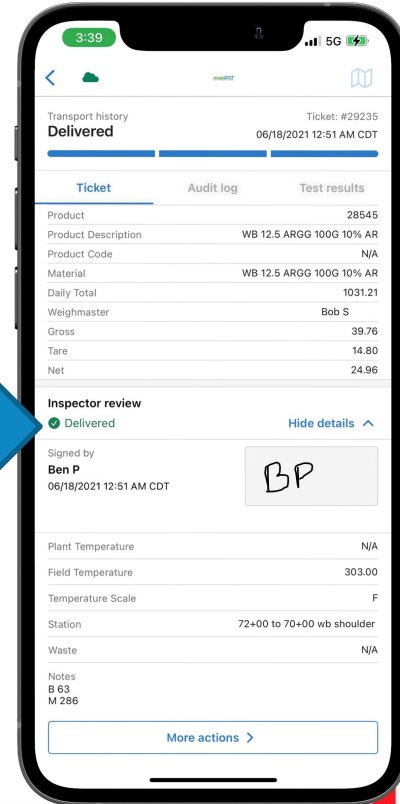 3:39
5G
Transport history
Ticket: #29235
Delivered
06/18/2021 12:51 AM CDT
Ticket Audit log Test results
Product 28545
Product Description WB 12.5 ARGG 100G 10% AR
Product Code N/A
Material WB 12.5 ARGG 100G 10% AR
Daily Total 1031.21
Weighmaster Bob S
Gross 39.76
Tare 14.80
Net 24.96
Inspector review
Delivered Hide details
Signed by
Ben P
06/18/2021 12:51 AM CDT
BP
Plant Temperature N/A
Field Temperature 303.00
Temperature Scale F
Station 72+00 to 70+00 wb shoulder
Waste N/A
Notes
B 63
M 286
More actions